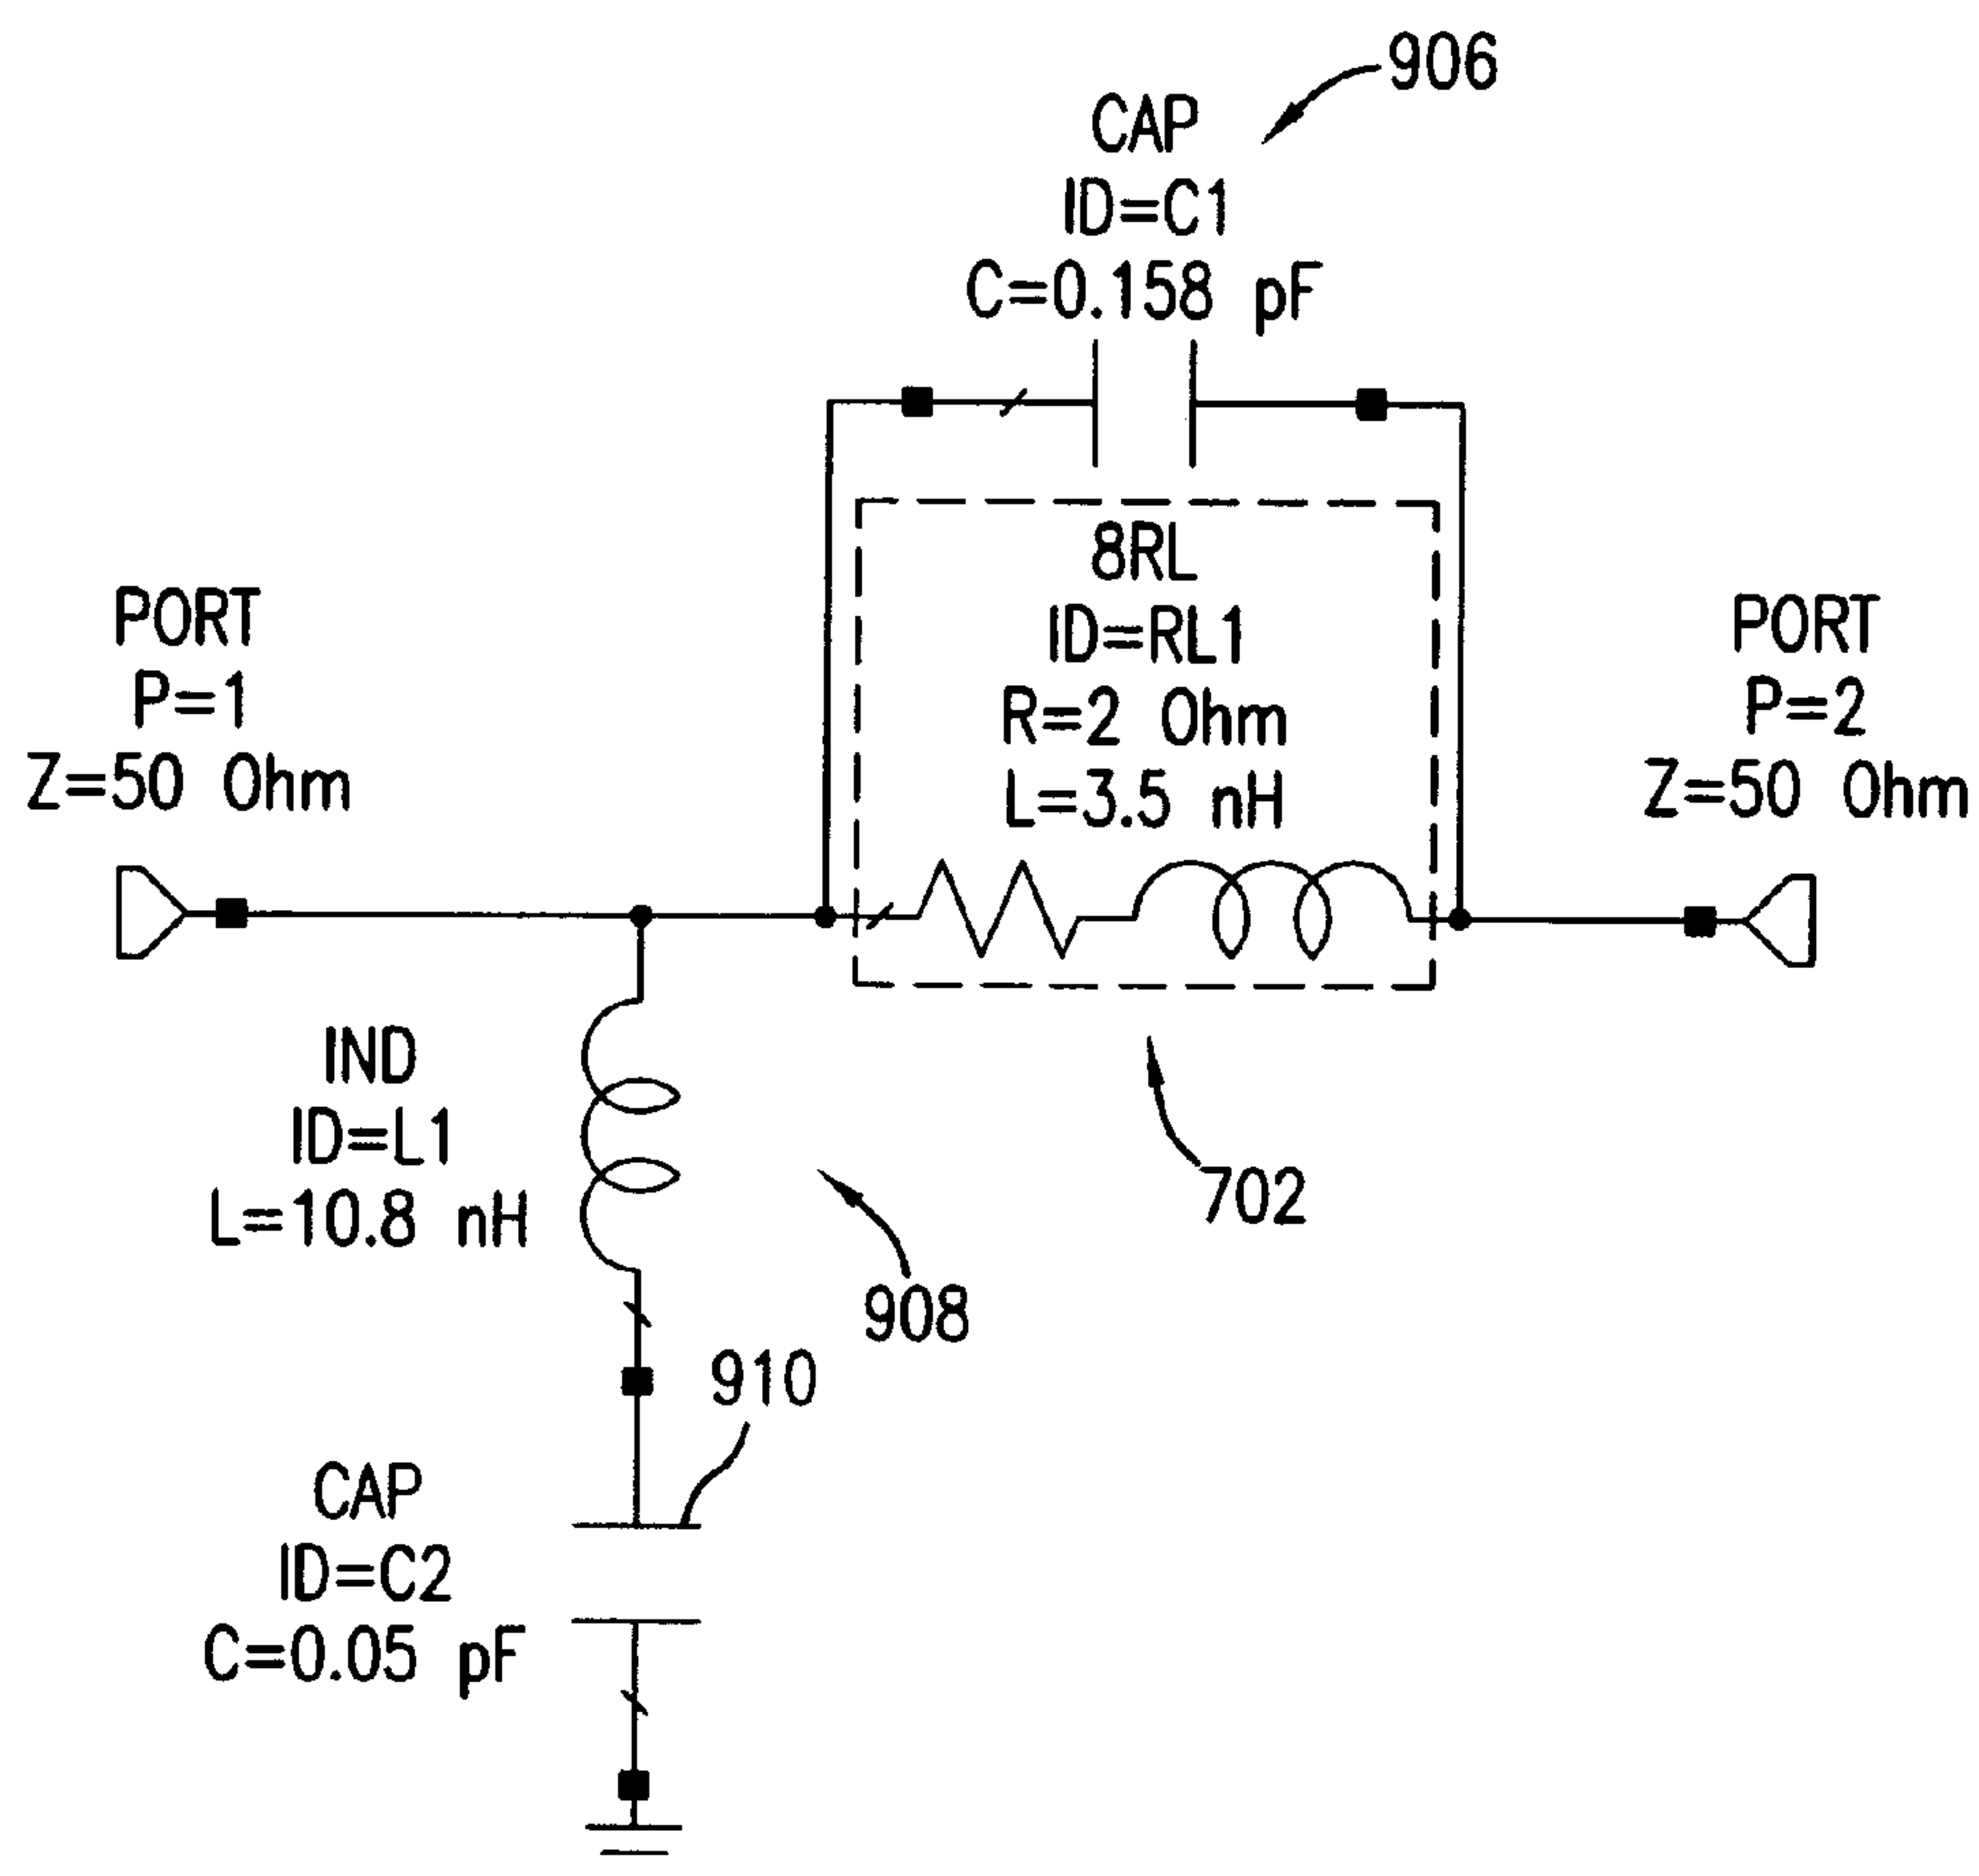 906
CAP
ID=C1
C=0.158 pF
8RL
ID=RL1
R=2 Ohm
L=3.5 nH
PORT
P=1
Z=50 Ohm
PORT
P=2
Z=50 Ohm
IND
ID=L1
L=10.8 nH
702
908
910
CAP
ID=C2
C=0.05 pF